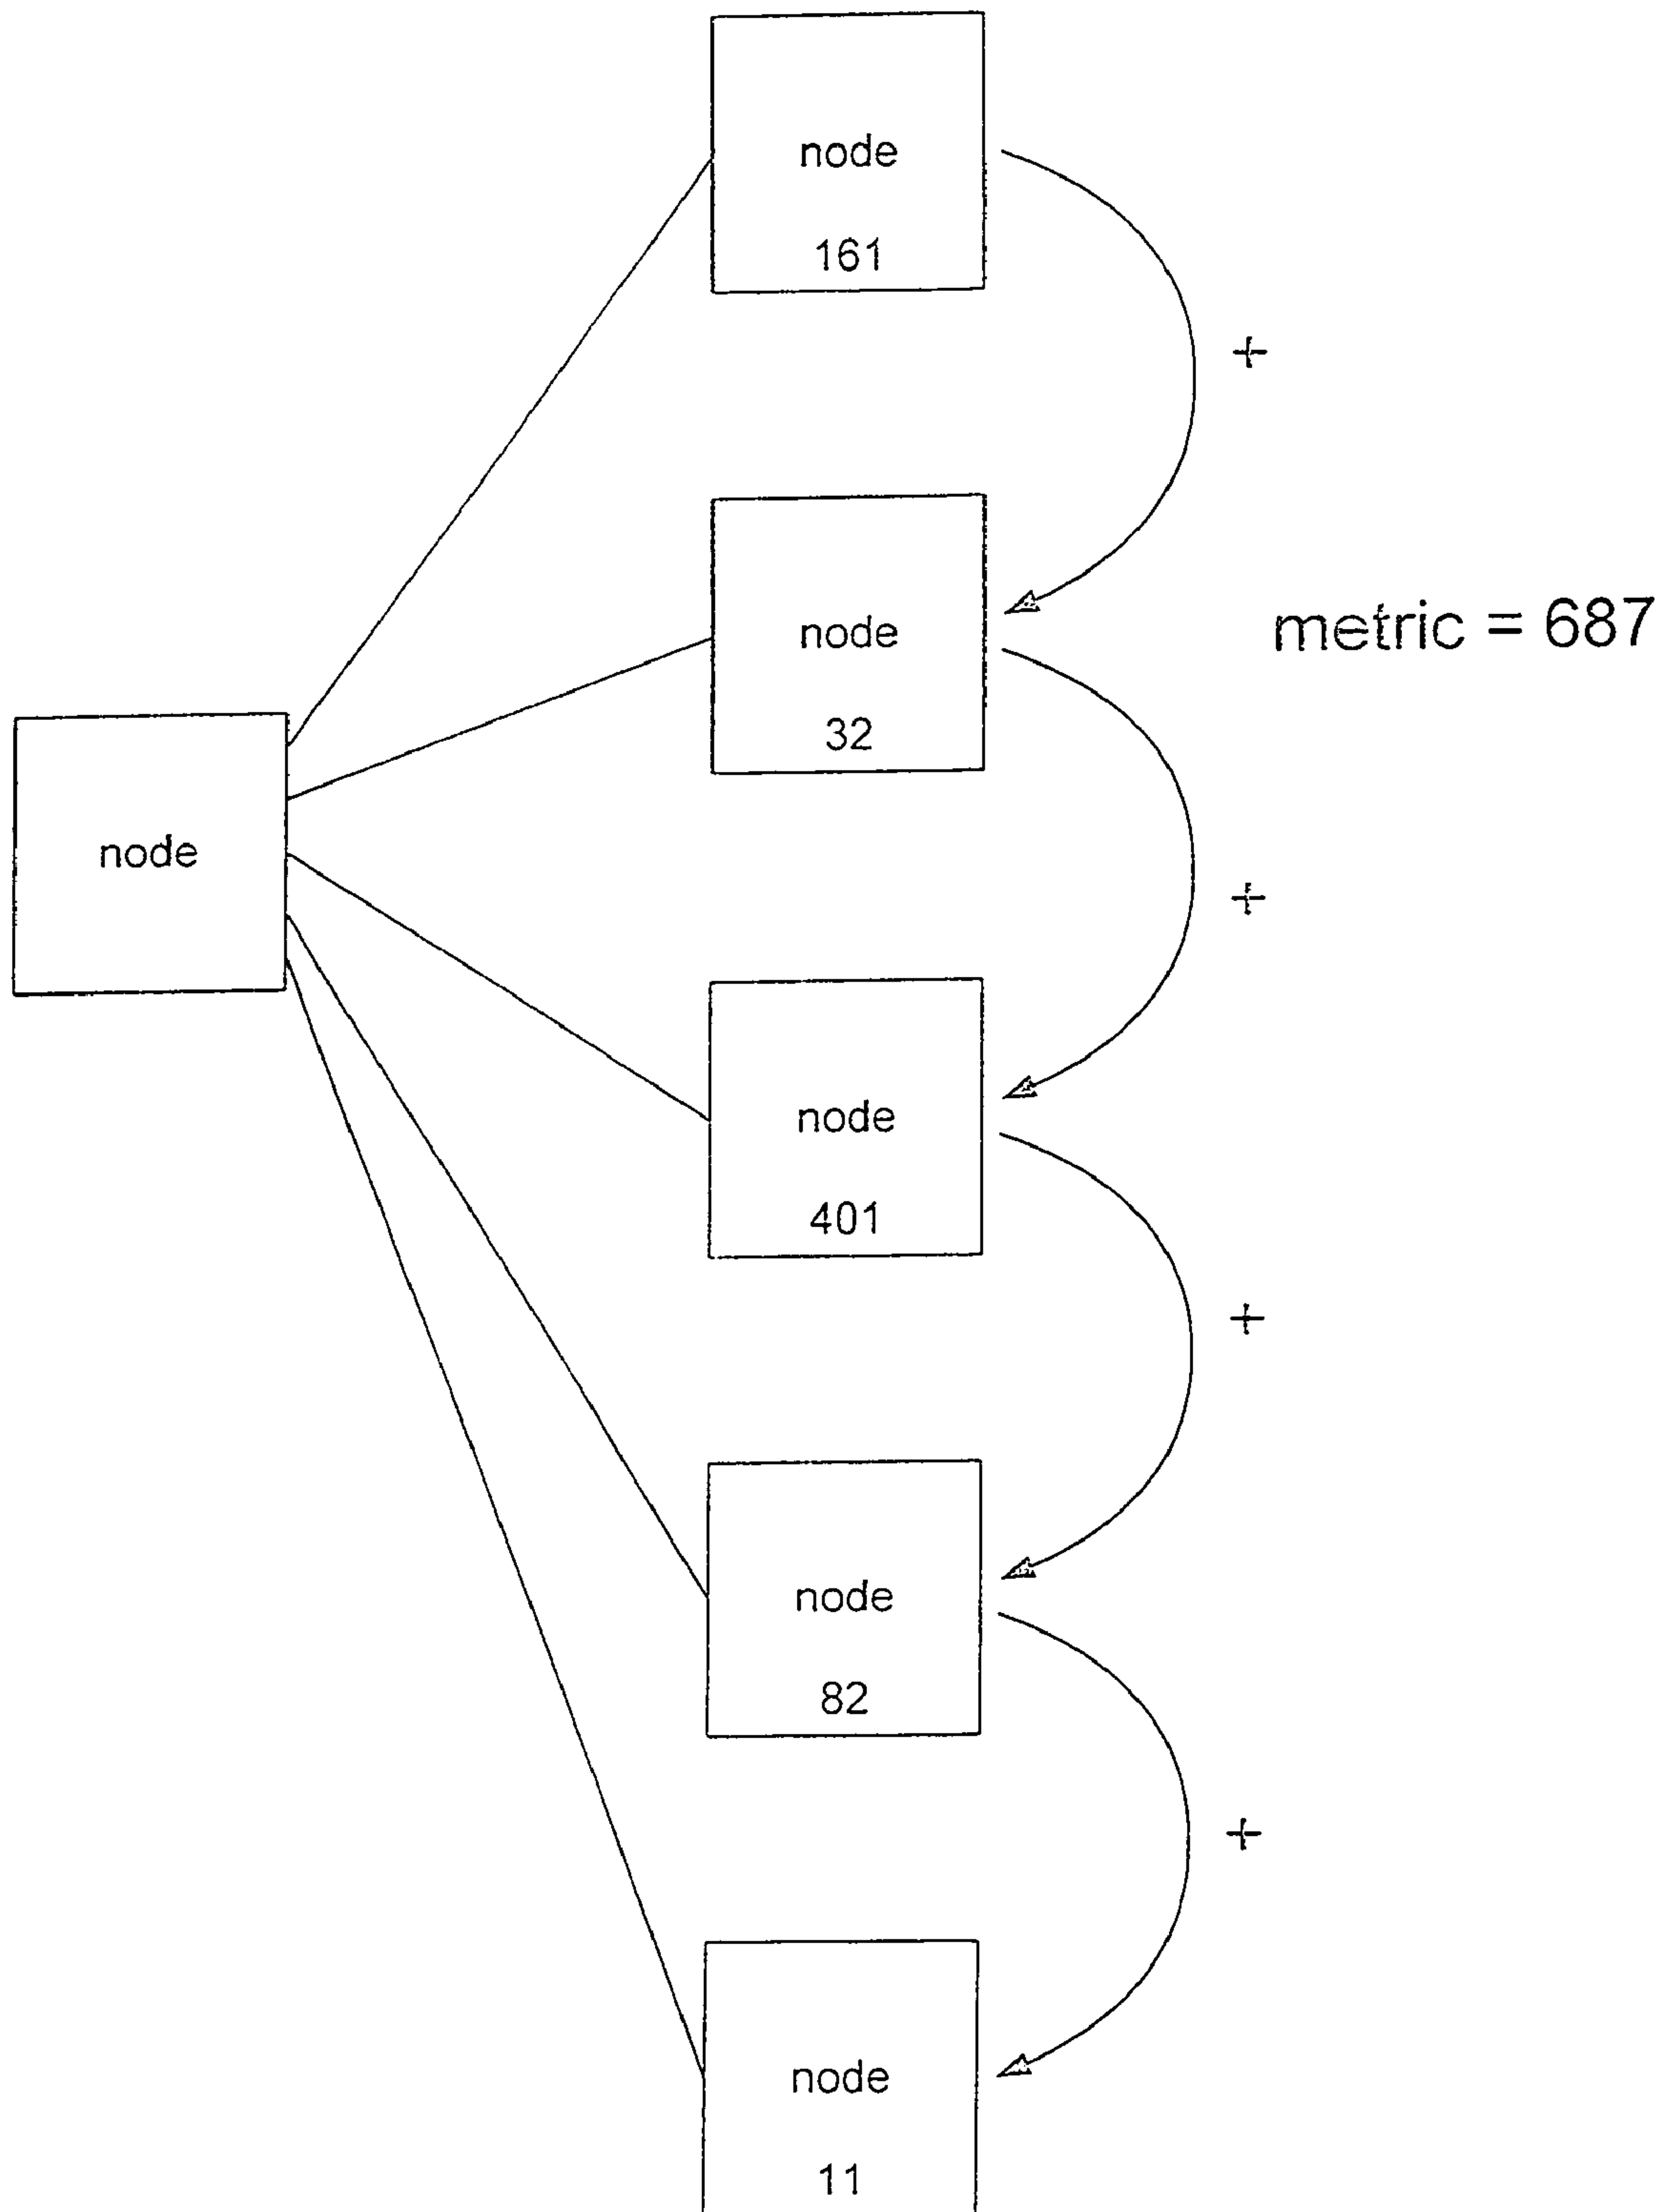 node
161
+
node
metric = 687
32
node
+
node
401
+
node
82
+
node
11